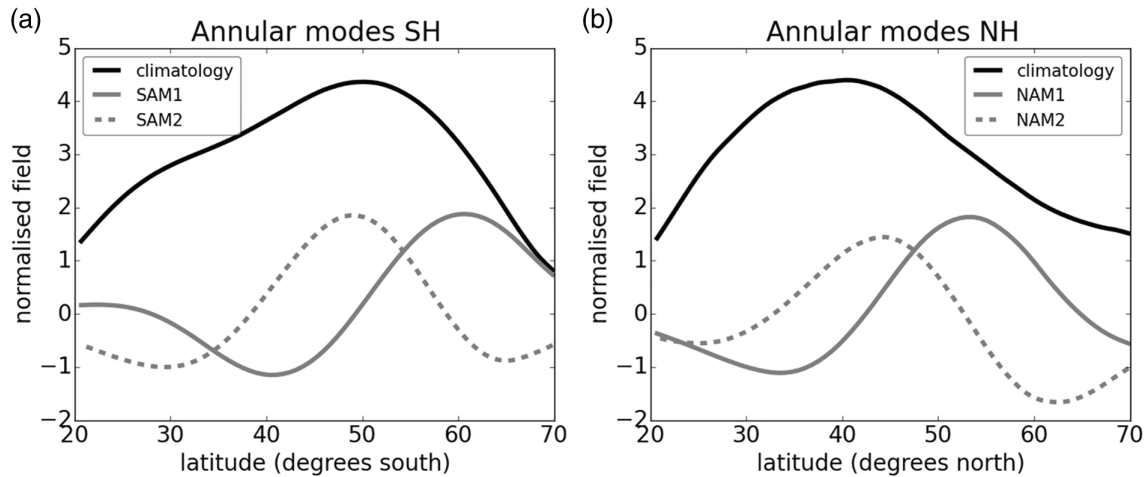 (a)
Annular modes SH
climatology
SAM1
SAM2
normalised field
5
4
3
2
1
0
−1
−2
20 30 40 50 60 70
latitude (degrees south)
(b)
Annular modes NH
climatology
NAM1
NAM2
normalised field
5
4
3
2
1
0
−1
−2
20 30 40 50 60 70
latitude (degrees north)